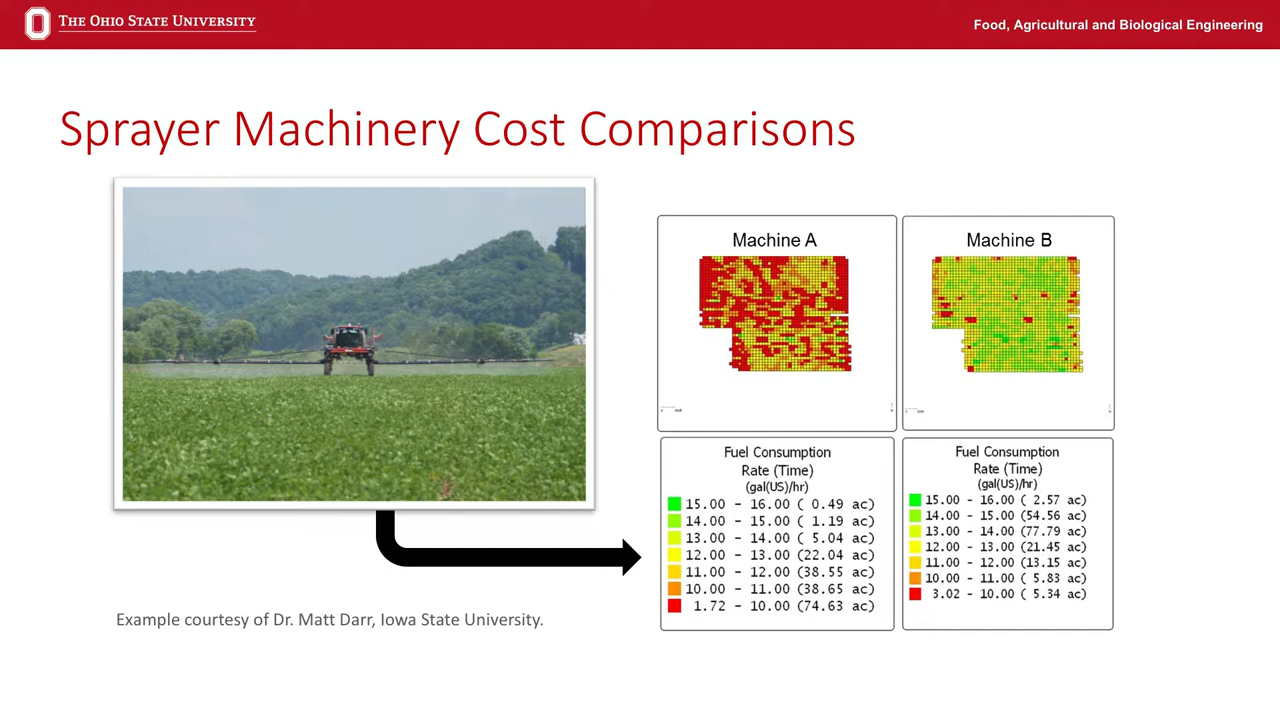 THE OHIO STATE UNIVERSITY
Food, Agricultural and Biological Engineering
Sprayer Machinery Cost Comparisons
Machine A
Machine B
Fuel Consumption
Rate (Time)
(gal(US)/hr)
15.00 - 16.00 ( 0.49 ac)
14.00 - 15.00 ( 1.19 ac)
13.00 - 14.00 ( 5.04 ac)
12.00 - 13.00 (22.04 ac)
11.00 - 12.00 (38.55 ac)
10.00 - 11.00 (38.65 ac)
1.72 - 10.00 (74.63 ac)
Fuel Consumption
Rate (Time)
(gal(US)/hr)
15.00 - 16.00 ( 2.57 ac)
14.00 - 15.00 (54.56 ac)
13.00 - 14.00 (77.79 ac)
12.00 - 13.00 (21.45 ac)
11.00 - 12.00 (13.15 ac)
10.00 - 11.00 ( 5.83 ac)
3.02 - 10.00 ( 5.34 ac)
Example courtesy of Dr. Matt Darr, Iowa State University.